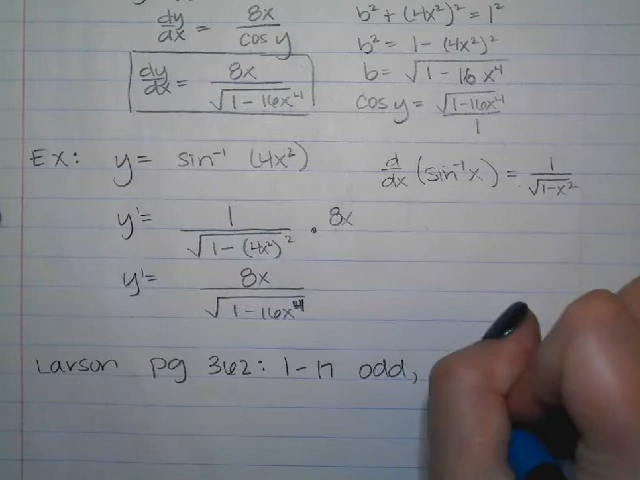 dy/dx = 8x/cos y
dy/dx = 8x/√(1-16x⁴)
b² + (4x²)² = 1²
b² = 1 - (4x²)²
b = √(1-16x⁴)
cos y = √(1-16x⁴)/1
Ex: y = sin⁻¹ (4x²)
d/dx (sin⁻¹x) = 1/√(1-x²)
y' = 1/√(1-(4x²)²) · 8x
y' = 8x/√(1-16x⁴)
Larson pg 362: 1-17 odd,